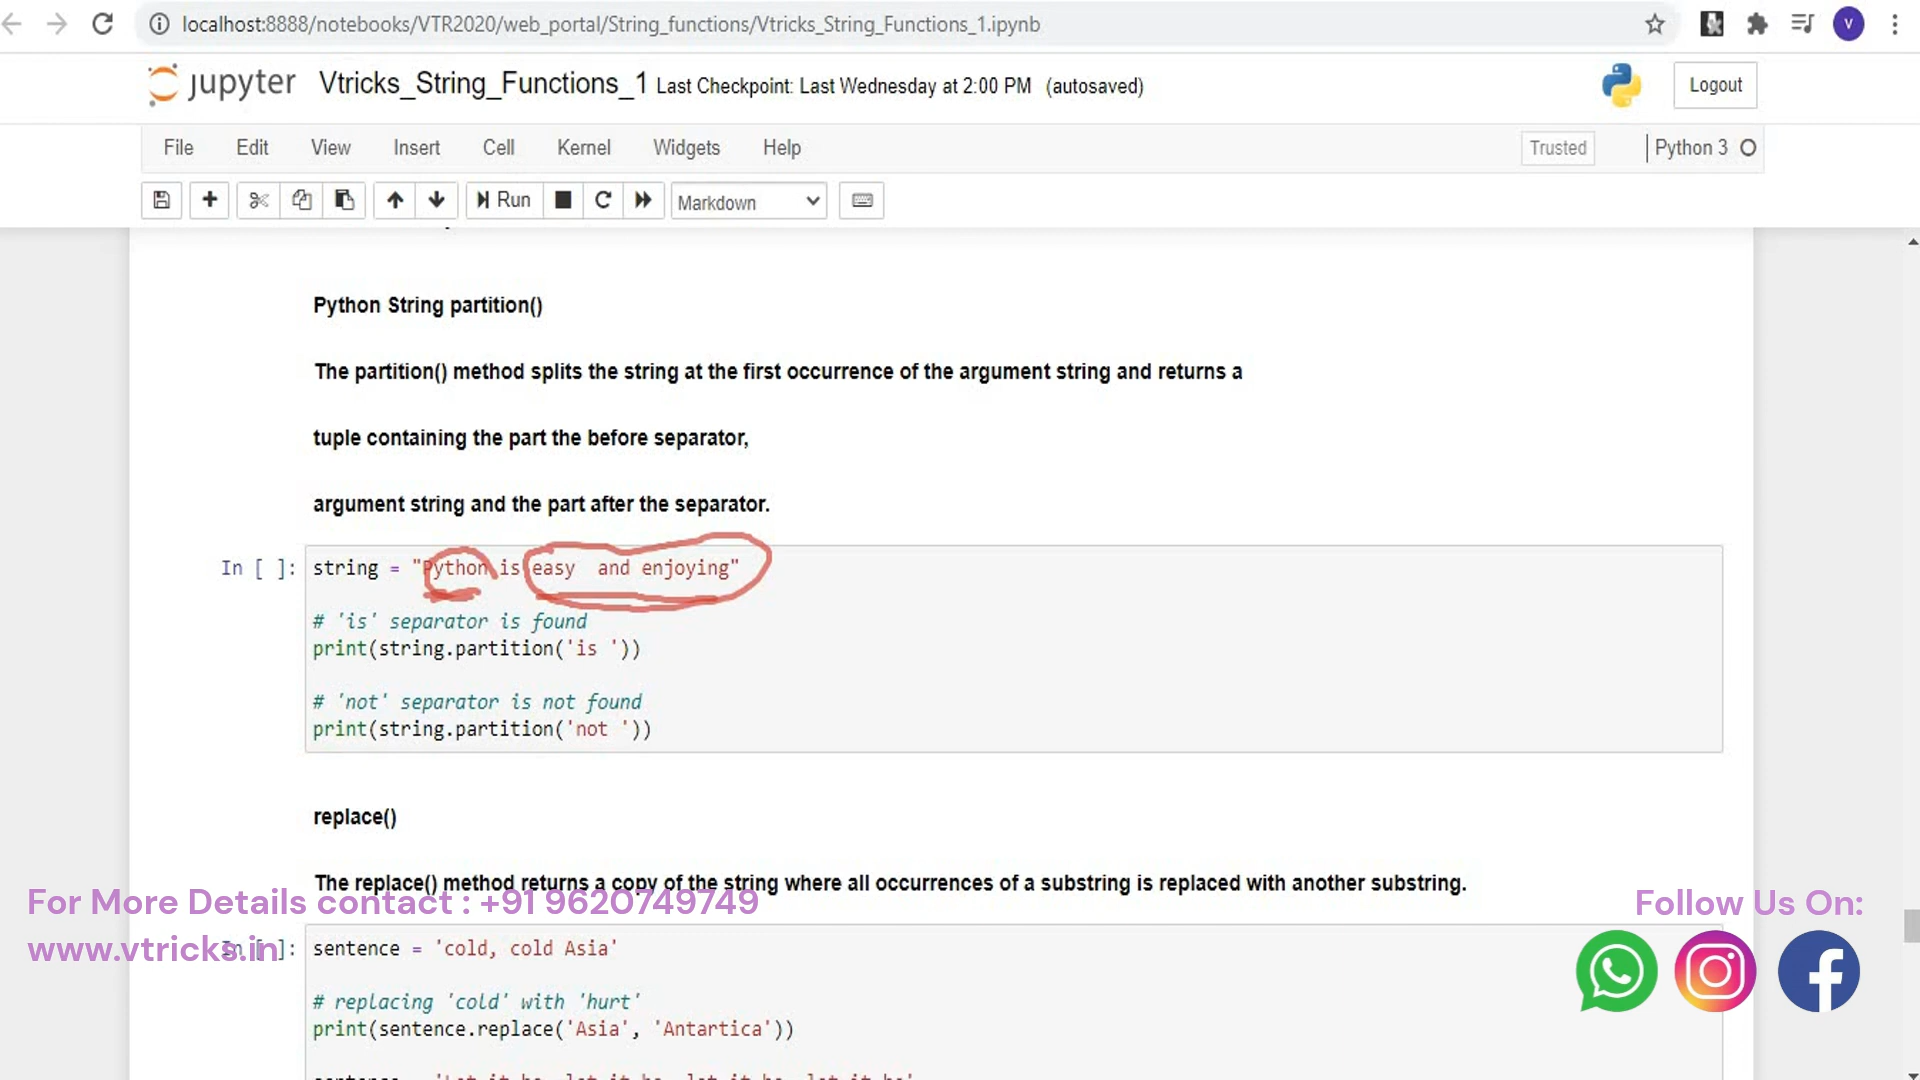 localhost:8888/notebooks/VTR2020/web_portal/String_functions/Vtricks_String_Functions_1.ipynb
V
jupyter Vtricks_String_Functions_1 Last Checkpoint: Last Wednesday at 2:00 PM (autosaved)
Logout
File Edit View Insert Cell Kernel Widgets Help
Trusted
Python 3
Run
Markdown
Python String partition()
The partition() method splits the string at the first occurrence of the argument string and returns a
tuple containing the part the before separator,
argument string and the part after the separator.
In [ ]: string = "Python is easy  and enjoying"
# 'is' separator is found
print(string.partition('is '))
# 'not' separator is not found
print(string.partition('not '))
replace()
The replace() method returns a copy of the string where all occurrences of a substring is replaced with another substring.
For More Details contact : +91 9620749749
Follow Us On:
www.vtricks.in
In [ ]: sentence = 'cold, cold Asia'
# replacing 'cold' with 'hurt'
print(sentence.replace('Asia', 'Antartica'))